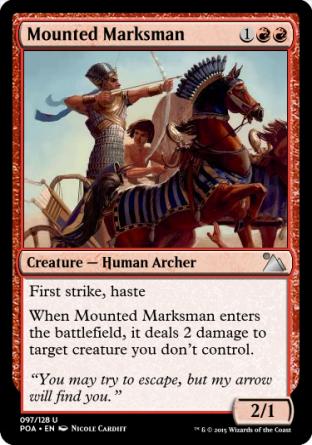 Mounted Marksman 1
Creature — Human Archer
First strike, haste
When Mounted Marksman enters
the battlefield, it deals 2 damage to
target creature you don't control.
“You may try to escape, but my arrow
will find you.”
2/1
097/128 U
POA • EN Nicole Cardiff
™ & © 2015 Wizards of the Coast